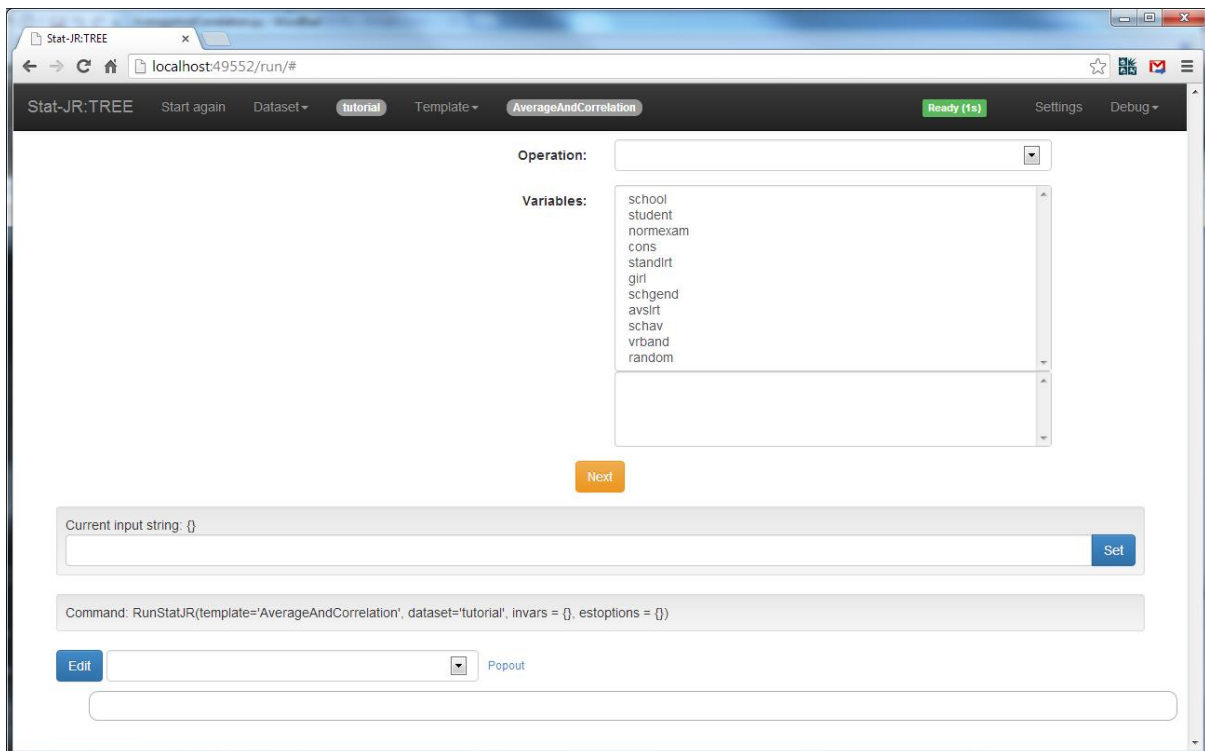 Stat-JR:TREE
localhost:49552/run/#
Stat-JR:TREE Start again Dataset tutorial Template AverageAndCorrelation Ready (1s) Settings Debug
Operation:
Variables:
school
student
normexam
cons
standlrt
girl
schgend
avslrt
schav
vrband
random
Next
Current input string: {}
Set
Command: RunStatJR(template='AverageAndCorrelation', dataset='tutorial', invars = {}, estoptions = {})
Edit Popout